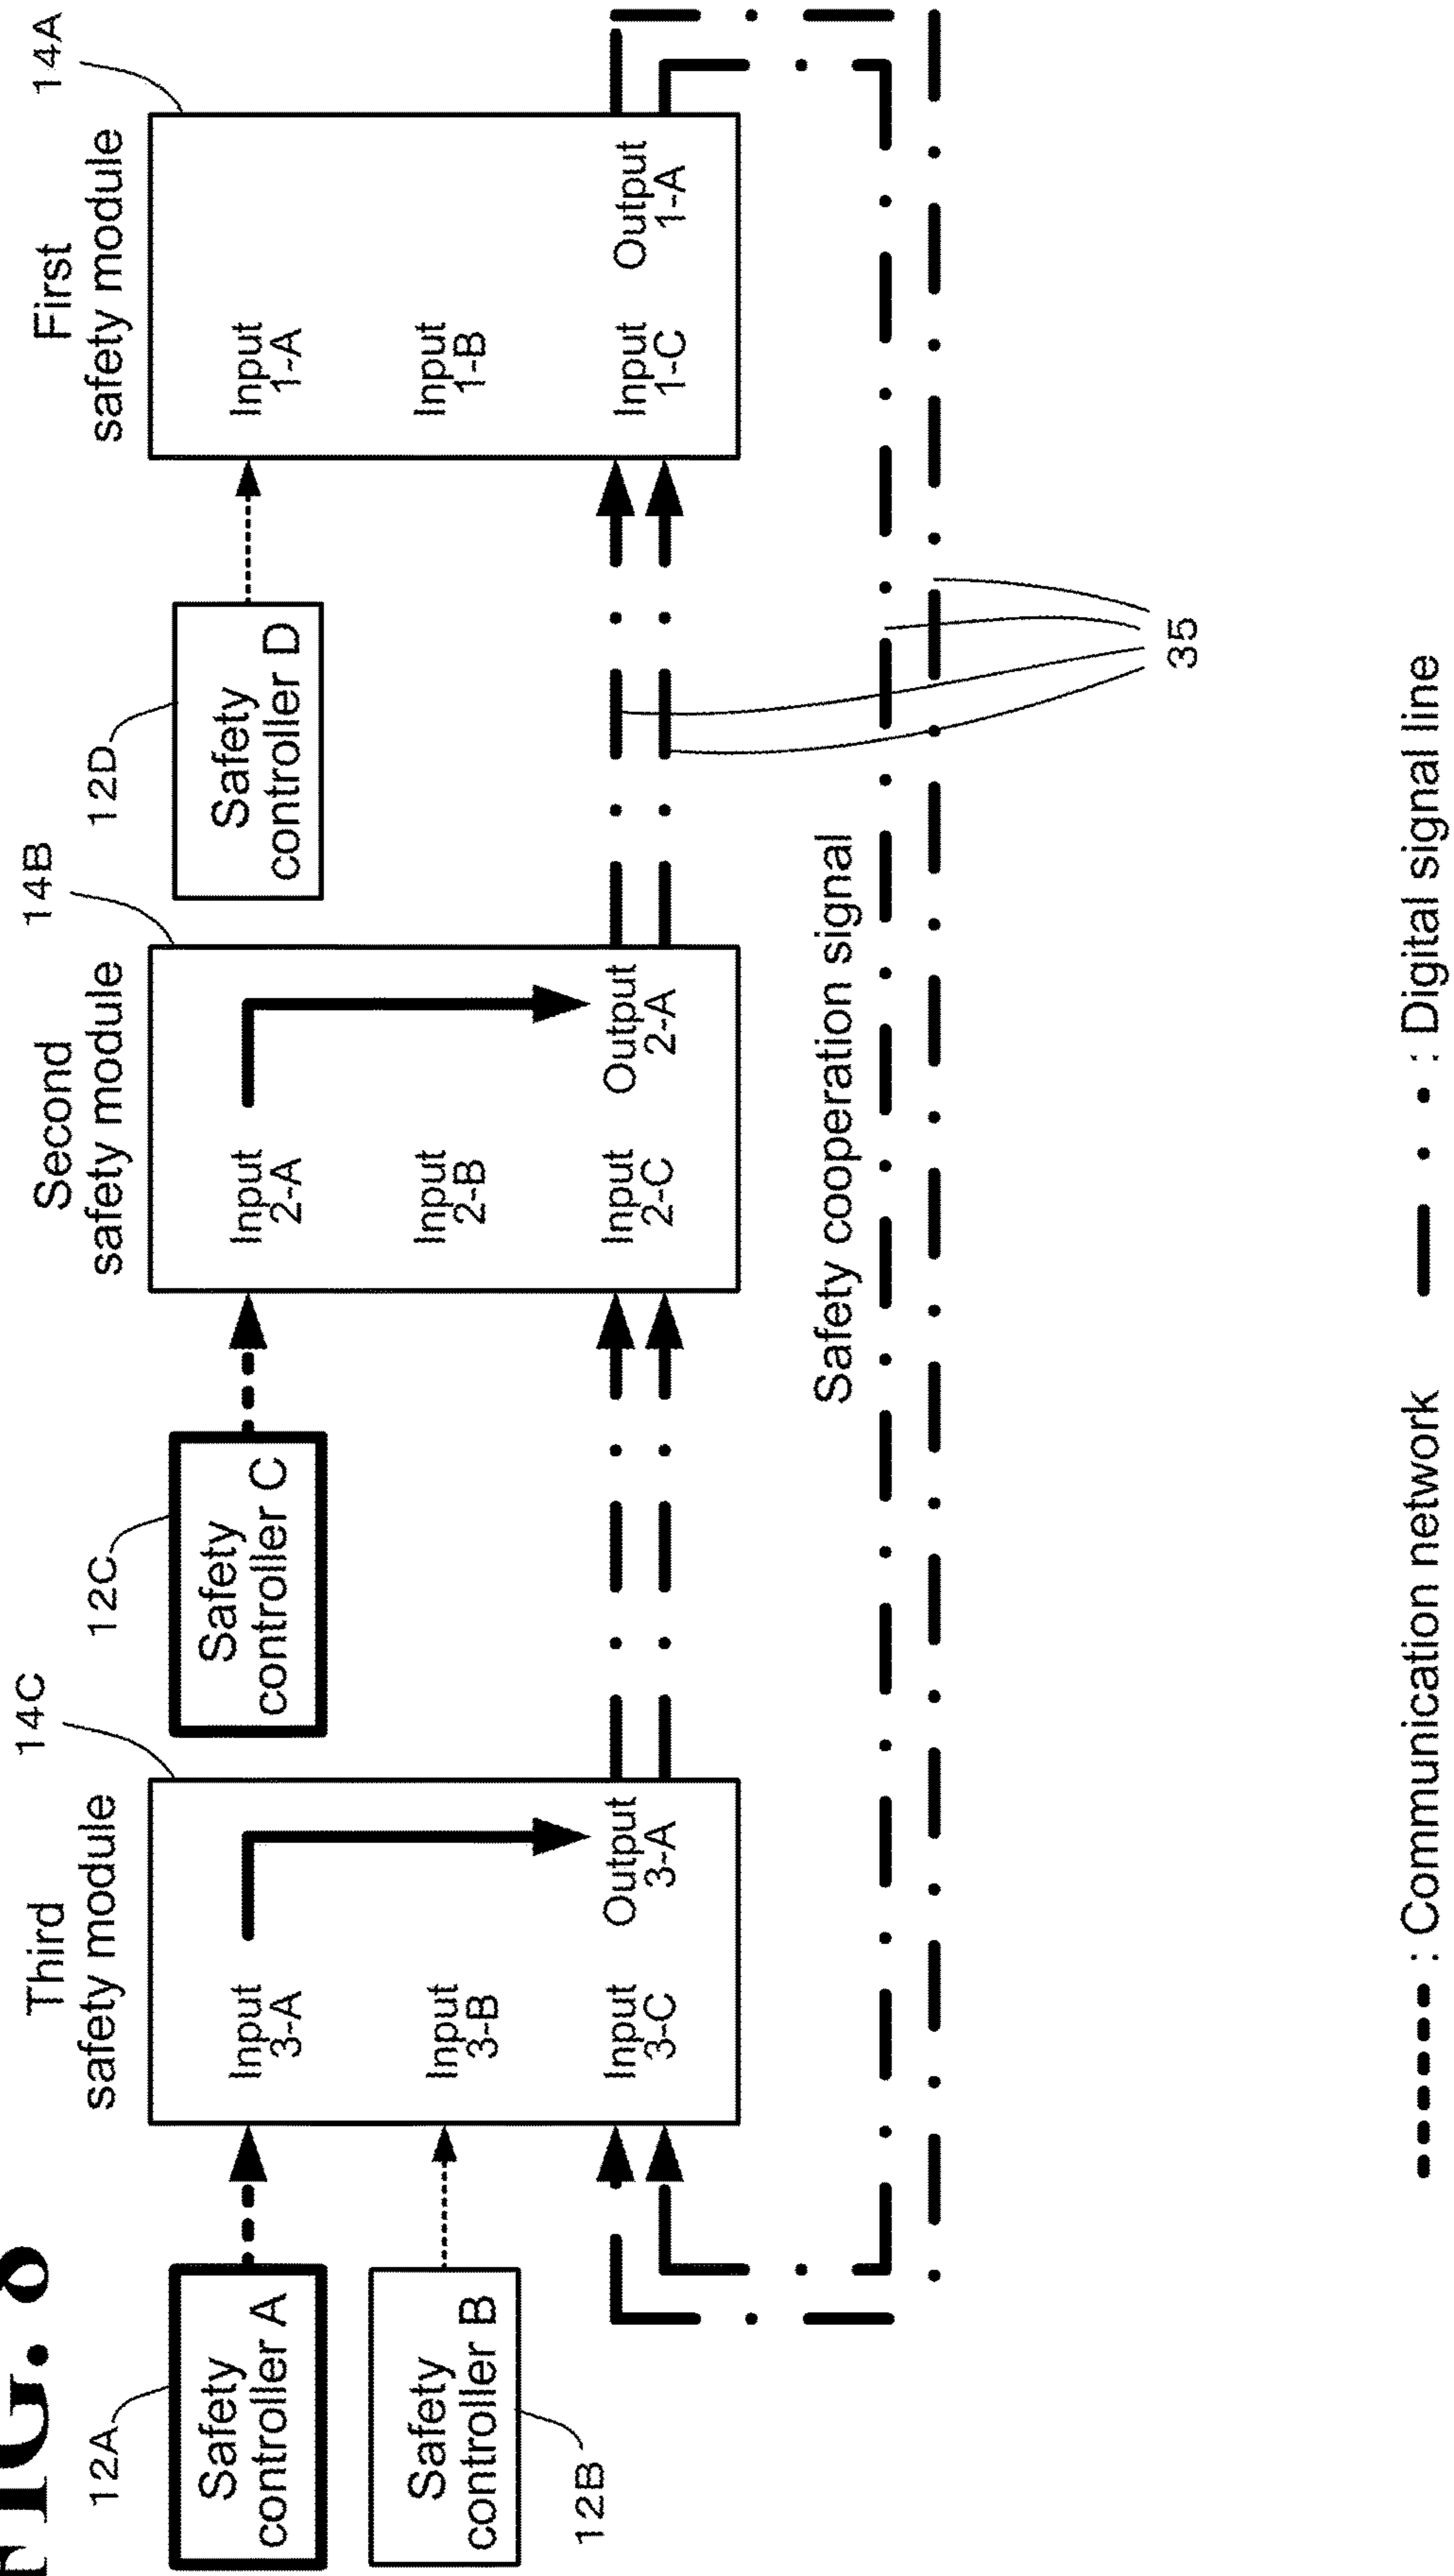 FIG. 8
Third
safety module
14C
Second
safety module
14B
First
safety module
14A
12A
Safety
controller A
Input
3-A
12C
Safety
controller C
Input
2-A
12D
Safety
controller D
Input
1-A
Safety
controller B
12B
Input
3-B
Input
2-B
Input
1-B
Input
3-C
Output
3-A
Input
2-C
Output
2-A
Input
1-C
Output
1-A
Safety cooperation signal
35
: Communication network
: Digital signal line